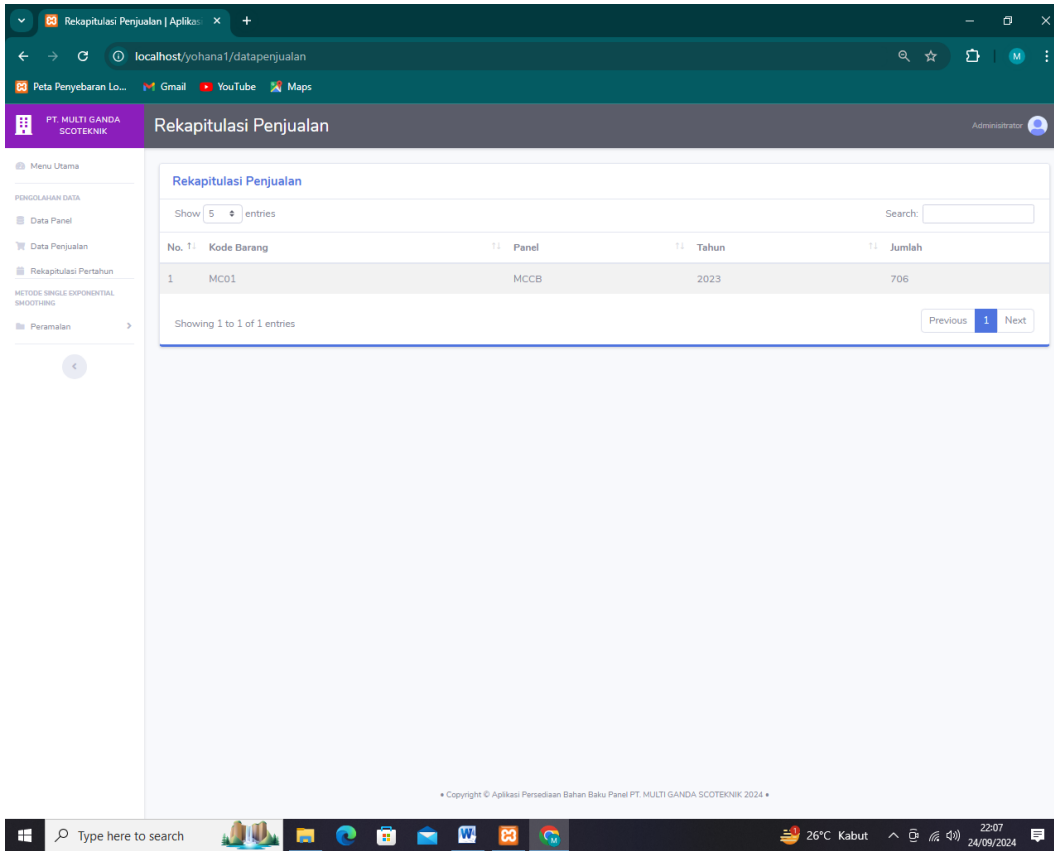 Rekapitulasi Penjualan | Aplikas
localhost/yohana1/datapenjualan
M
Peta Penyebaran Lo...
Gmail
YouTube
Maps
PT. MULTI GANDA
SCOTEKNIK
Rekapitulasi Penjualan
Adminisitrator
Menu Utama
PENGOLAHAN DATA
Data Panel
Data Penjualan
Rekapitulasi Pertahun
METODE SINGLE EXPONENTIAL
SMOOTHING
Peramalan
Rekapitulasi Penjualan
Show 5 entries
Search:
No. Kode Barang Panel Tahun Jumlah
1 MC01 MCCB 2023 706
Showing 1 to 1 of 1 entries
Previous 1 Next
• Copyright © Aplikasi Persediaan Bahan Baku Panel PT. MULTI GANDA SCOTEKNIK 2024 •
Type here to search
26°C Kabut
22:07
24/09/2024